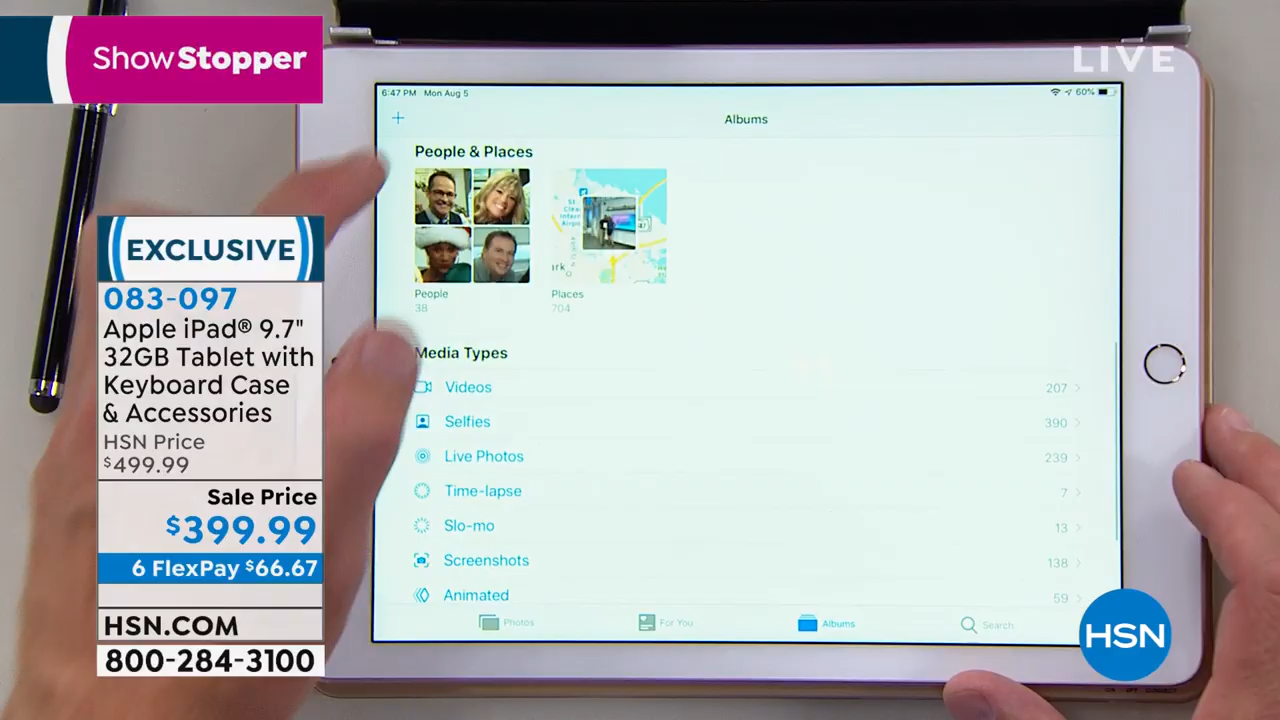 Show Stopper
LIVE
EXCLUSIVE
083-097
Apple iPad® 9.7"
32GB Tablet with
Keyboard Case
& Accessories
HSN Price
$499.99
Sale Price
$399.99
6 FlexPay $66.67
HSN.COM
800-284-3100
6:47 PM Mon Aug 5
60%
+
Albums
People & Places
People
38
Places
704
Media Types
Videos 207
Selfies 390
Live Photos 239
Time-lapse 7
Slo-mo 13
Screenshots 138
Animated 59
Photos
For You
Albums
Search
HSN